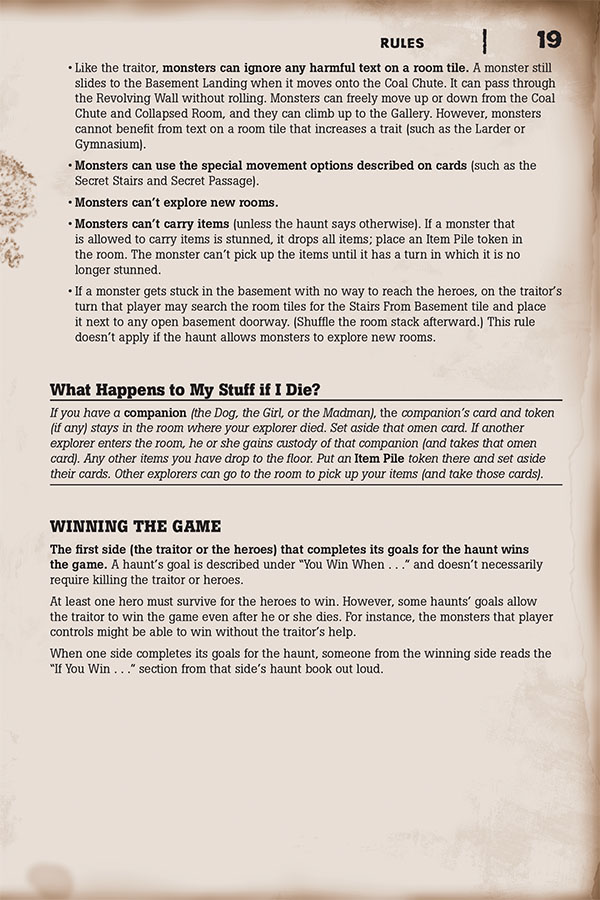 RULES | 19
• Like the traitor, monsters can ignore any harmful text on a room tile. A monster still
slides to the Basement Landing when it moves onto the Coal Chute. It can pass through
the Revolving Wall without rolling. Monsters can freely move up or down from the Coal
Chute and Collapsed Room, and they can climb up to the Gallery. However, monsters
cannot benefit from text on a room tile that increases a trait (such as the Larder or
Gymnasium).
• Monsters can use the special movement options described on cards (such as the
Secret Stairs and Secret Passage).
• Monsters can’t explore new rooms.
• Monsters can’t carry items (unless the haunt says otherwise). If a monster that
is allowed to carry items is stunned, it drops all items; place an Item Pile token in
the room. The monster can’t pick up the items until it has a turn in which it is no
longer stunned.
• If a monster gets stuck in the basement with no way to reach the heroes, on the traitor’s
turn that player may search the room tiles for the Stairs From Basement tile and place
it next to any open basement doorway. (Shuffle the room stack afterward.) This rule
doesn’t apply if the haunt allows monsters to explore new rooms.
What Happens to My Stuff if I Die?
If you have a companion (the Dog, the Girl, or the Madman), the companion’s card and token
(if any) stays in the room where your explorer died. Set aside that omen card. If another
explorer enters the room, he or she gains custody of that companion (and takes that omen
card). Any other items you have drop to the floor. Put an Item Pile token there and set aside
their cards. Other explorers can go to the room to pick up your items (and take those cards).
WINNING THE GAME
The first side (the traitor or the heroes) that completes its goals for the haunt wins
the game. A haunt’s goal is described under “You Win When . . .” and doesn’t necessarily
require killing the traitor or heroes.
At least one hero must survive for the heroes to win. However, some haunts’ goals allow
the traitor to win the game even after he or she dies. For instance, the monsters that player
controls might be able to win without the traitor’s help.
When one side completes its goals for the haunt, someone from the winning side reads the
“If You Win . . .” section from that side’s haunt book out loud.